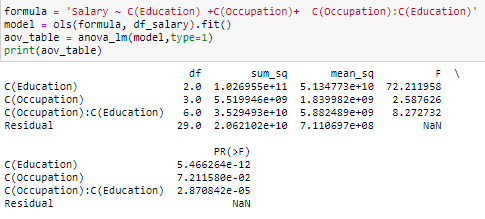 formula = 'Salary ~ C(Education) +C(Occupation)+  C(Occupation):C(Education)'
model = ols(formula, df_salary).fit()
aov_table = anova_lm(model,type=1)
print(aov_table)
df sum_sq mean_sq F \
C(Education) 2.0 1.026955e+11 5.134773e+10 72.211958
C(Occupation) 3.0 5.519946e+09 1.839982e+09 2.587626
C(Occupation):C(Education) 6.0 3.529493e+10 5.882489e+09 8.272732
Residual 29.0 2.062102e+10 7.110697e+08 NaN
PR(>F)
C(Education) 5.466264e-12
C(Occupation) 7.211580e-02
C(Occupation):C(Education) 2.870842e-05
Residual NaN